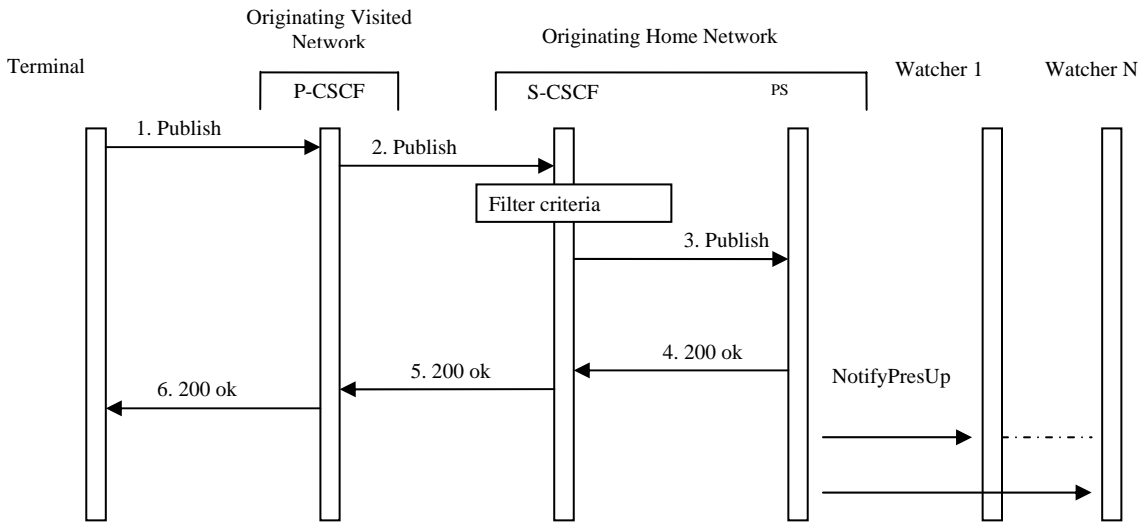 Originating Visited
Network
Originating Home Network
Terminal
Watcher 1
Watcher N
P-CSCF
S-CSCF
PS
1. Publish
2. Publish
Filter criteria
3. Publish
4. 200 ok
5. 200 ok
6. 200 ok
NotifyPresUp